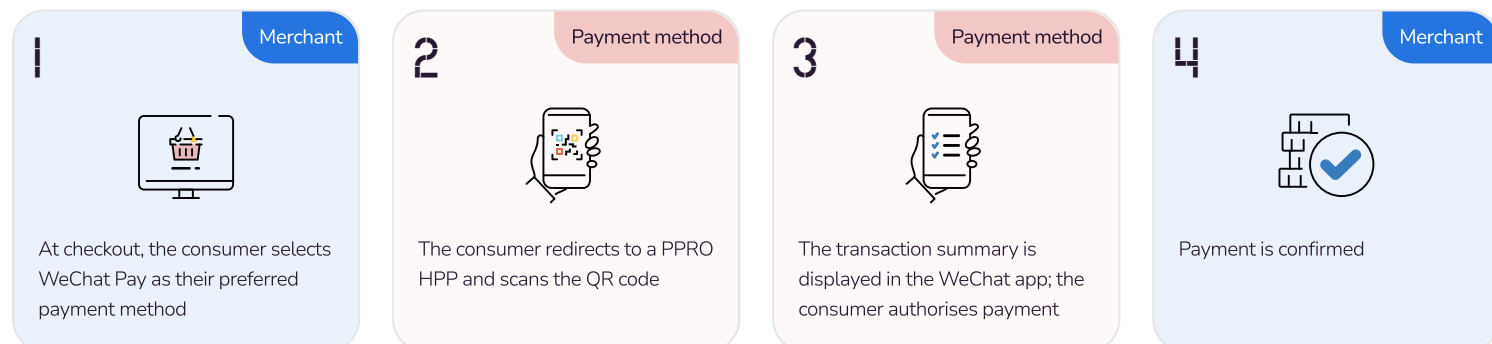 1
Merchant
At checkout, the consumer selects
WeChat Pay as their preferred
payment method
2
Payment method
The consumer redirects to a PPRO
HPP and scans the QR code
3
Payment method
The transaction summary is
displayed in the WeChat app; the
consumer authorises payment
4
Merchant
Payment is confirmed